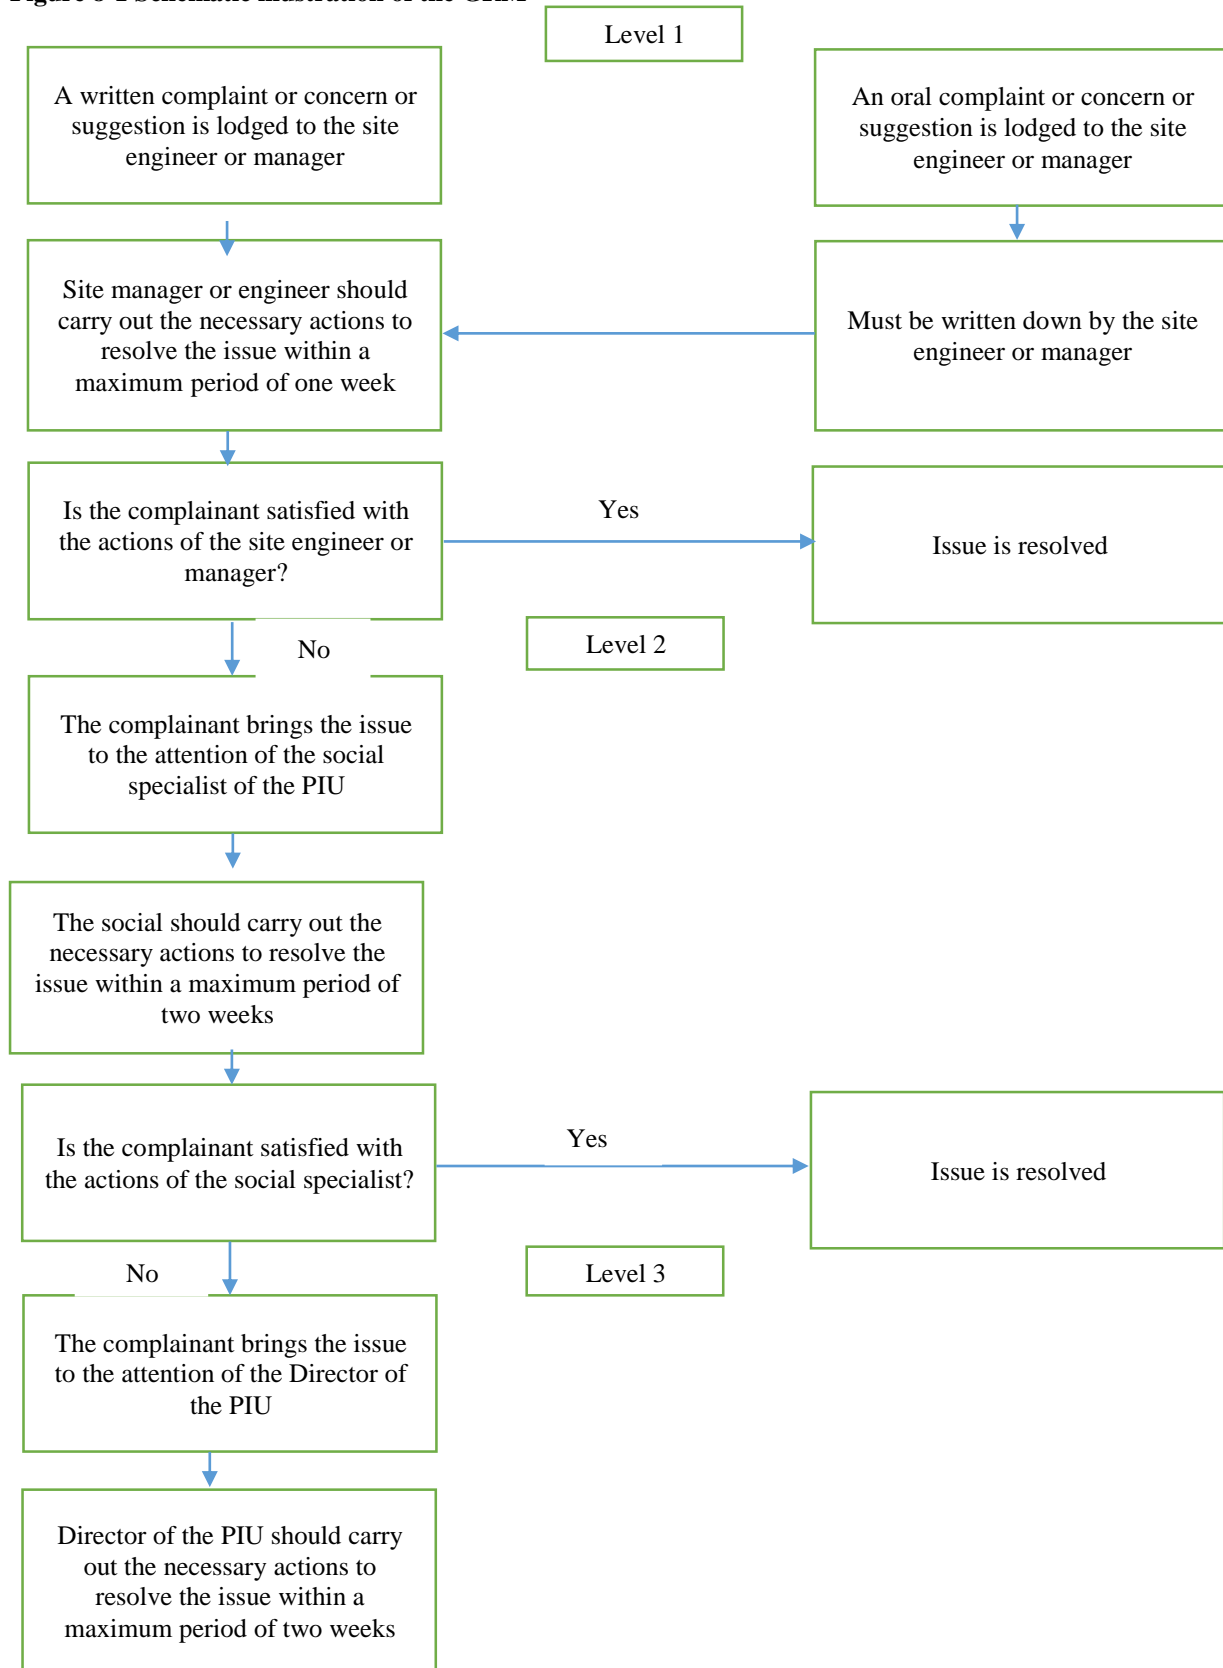 Level 1
A written complaint or concern or
suggestion is lodged to the site
engineer or manager
An oral complaint or concern or
suggestion is lodged to the site
engineer or manager
Site manager or engineer should
carry out the necessary actions to
resolve the issue within a
maximum period of one week
Must be written down by the site
engineer or manager
Is the complainant satisfied with
the actions of the site engineer or
manager?
Yes
Issue is resolved
No
Level 2
The complainant brings the issue
to the attention of the social
specialist of the PIU
The social should carry out the
necessary actions to resolve the
issue within a maximum period of
two weeks
Is the complainant satisfied with
the actions of the social specialist?
Yes
Issue is resolved
No
Level 3
The complainant brings the issue
to the attention of the Director of
the PIU
Director of the PIU should carry
out the necessary actions to
resolve the issue within a
maximum period of two weeks